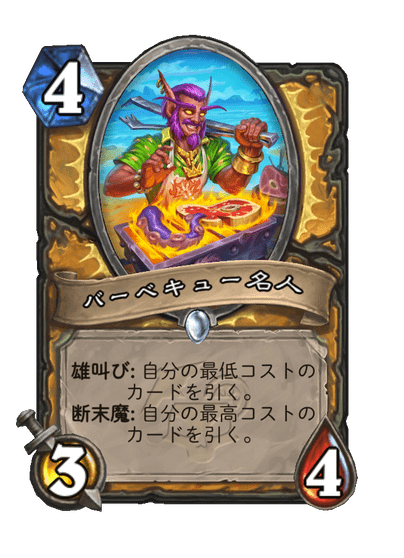 4
バーベキュー名人
雄叫び: 自分の最低コストの
カードを引く。
断末魔: 自分の最高コストの
カードを引く。
3
4